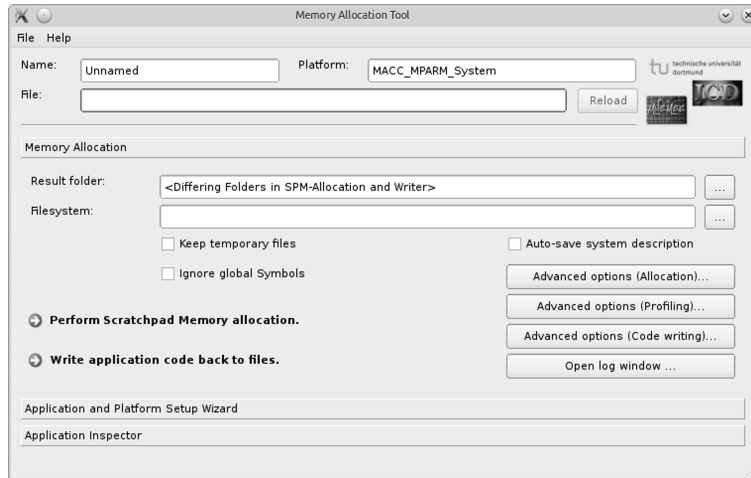 Memory Allocation Tool
File Help
Name: Unnamed Platform: MACC_MPARM_System
technische universität
dortmund
File: Reload
ICD
Memory Allocation
Result folder: <Differing Folders in SPM-Allocation and Writer> ...
Filesystem: ...
Keep temporary files Auto-save system description
Ignore global Symbols Advanced options (Allocation)...
Advanced options (Profiling)...
Perform Scratchpad Memory allocation.
Advanced options (Code writing)...
Write application code back to files.
Open log window ...
Application and Platform Setup Wizard
Application Inspector